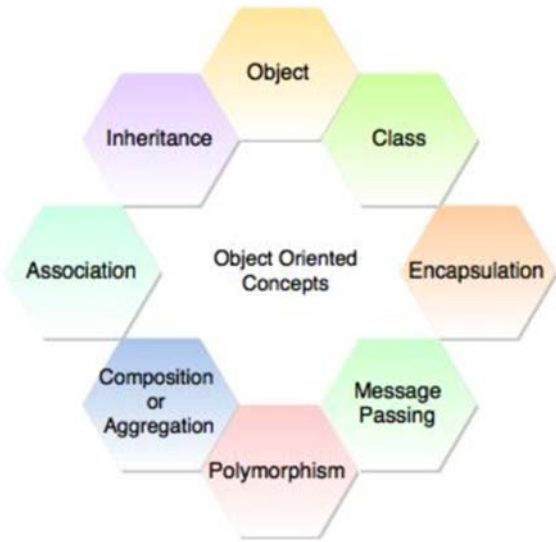 Object
Inheritance
Class
Association
Object Oriented
Concepts
Encapsulation
Composition
or
Aggregation
Message
Passing
Polymorphism